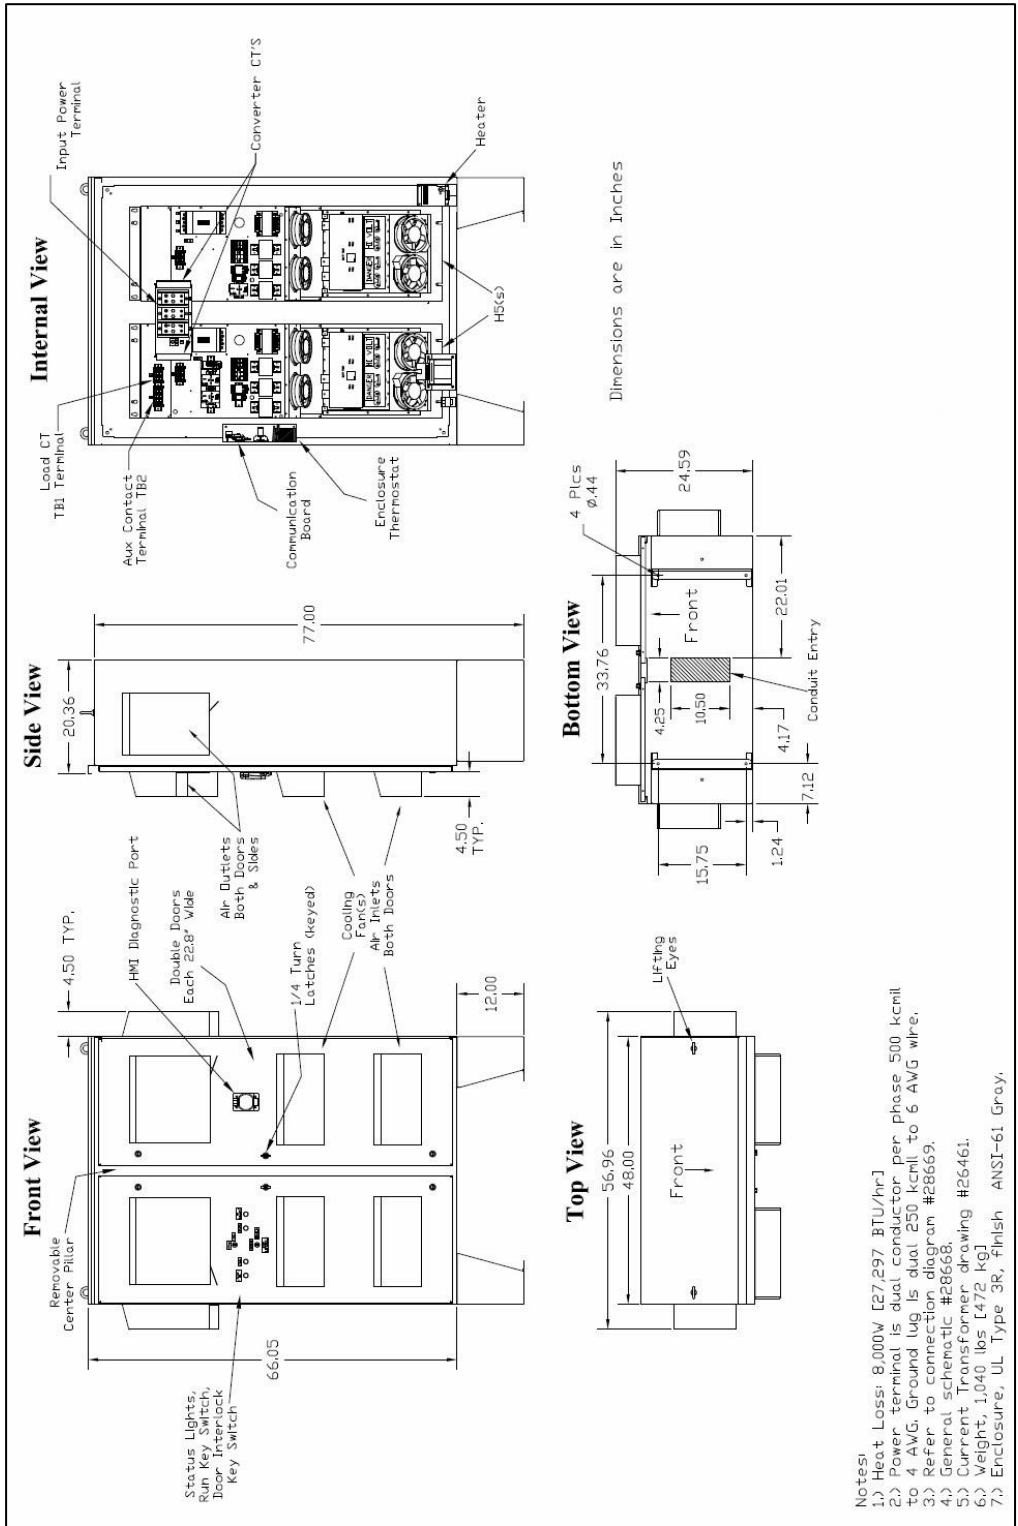 Front View
Removable
Center Pillar
4.50 TYP.
HMI Diagnostic Port
Double Doors
Each 22.8" Wide
1/4 Turn
Latches (keyed)
Cooling
Fan(s)
Air Inlets
Both Doors
66.05
12.00
Status Lights,
Run Key Switch,
Door Interlock
Key Switch
Side View
20.36
77.00
Air Outlets
Both Doors
& Sides
4.50
TYP.
Internal View
Input Power
Terminal
Load CT
TB1 Terminal
Aux Contact
Terminal TB2
Converter CT'S
Communication
Board
Enclosure
Thermostat
Heater
H5(s)
DANGER
HI VOLT
DANGER
HI VOLT
Top View
56.96
48.00
Front
Lifting
Eyes
Bottom View
33.76
4 Plcs
ø.44
24.59
4.25
10.50
Front
22.01
15.75
1.24
7.12
4.17
Conduit Entry
Dimensions are in Inches
Notes:
1.) Heat Loss: 8,000W [27,297 BTU/hr]
2.) Power terminal is dual conductor per phase 500 kcmil
to 4 AWG. Ground lug is dual 250 kcmil to 6 AWG wire.
3.) Refer to connection diagram #28669.
4.) General schematic #28668.
5.) Current Transformer drawing #26461.
6.) Weight, 1,040 lbs [472 kg]
7.) Enclosure, UL Type 3R, finish ANSI-61 Gray.